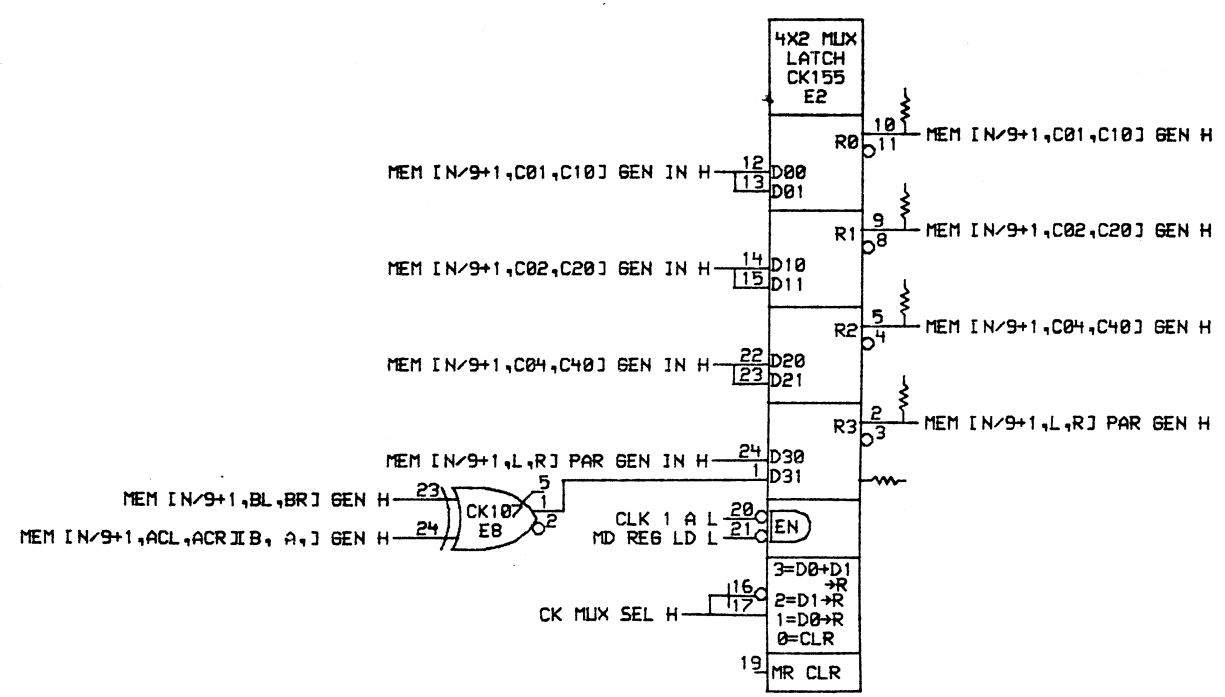 4X2 MUX
LATCH
CK155
E2
R0
10
11
MEM [N/9+1,C01,C10] GEN H
MEM [N/9+1,C01,C10] GEN IN H
12
13
D00
D01
R1
9
8
MEM [N/9+1,C02,C20] GEN H
MEM [N/9+1,C02,C20] GEN IN H
14
15
D10
D11
R2
5
4
MEM [N/9+1,C04,C40] GEN H
MEM [N/9+1,C04,C40] GEN IN H
22
23
D20
D21
R3
2
3
MEM [N/9+1,L,R] PAR GEN H
MEM [N/9+1,L,R] PAR GEN IN H
24
1
D30
D31
MEM [N/9+1,BL,BR] GEN H
23
MEM [N/9+1,ACL,ACR][B, A,] GEN H
24
CK107
E8
5
1
2
CLK 1 A L
20
MD REG LD L
21
EN
CK MUX SEL H
16
17
3=D0+D1
→R
2=D1→R
1=D0→R
0=CLR
19
MR CLR